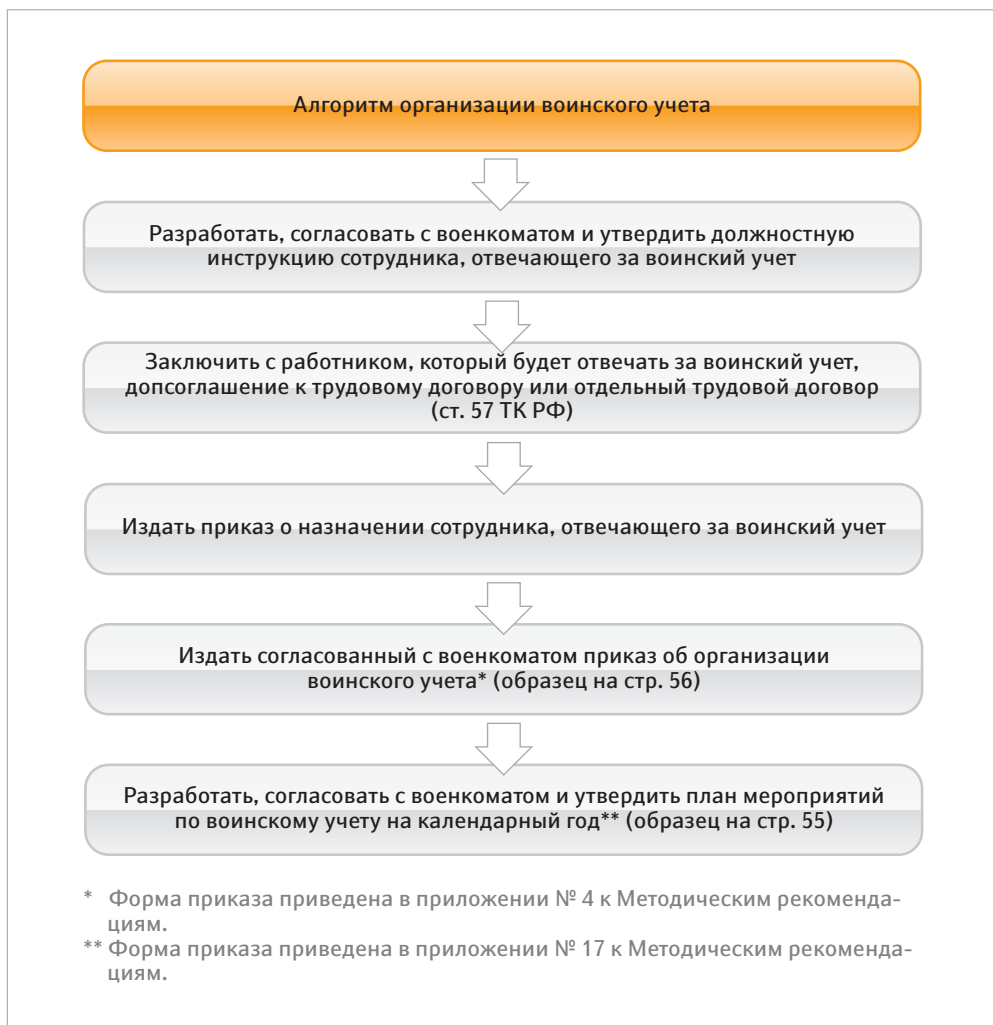 Алгоритм организации воинского учета
Разработать, согласовать с военкоматом и утвердить должностную
инструкцию сотрудника, отвечающего за воинский учет
Заключить с работником, который будет отвечать за воинский учет,
допсоглашение к трудовому договору или отдельный трудовой договор
(ст. 57 ТК РФ)
Издать приказ о назначении сотрудника, отвечающего за воинский учет
Издать согласованный с военкоматом приказ об организации
воинского учета* (образец на стр. 56)
Разработать, согласовать с военкоматом и утвердить план мероприятий
по воинскому учету на календарный год** (образец на стр. 55)
* Форма приказа приведена в приложении № 4 к Методическим рекоменда-
циям.
** Форма приказа приведена в приложении № 17 к Методическим рекоменда-
циям.